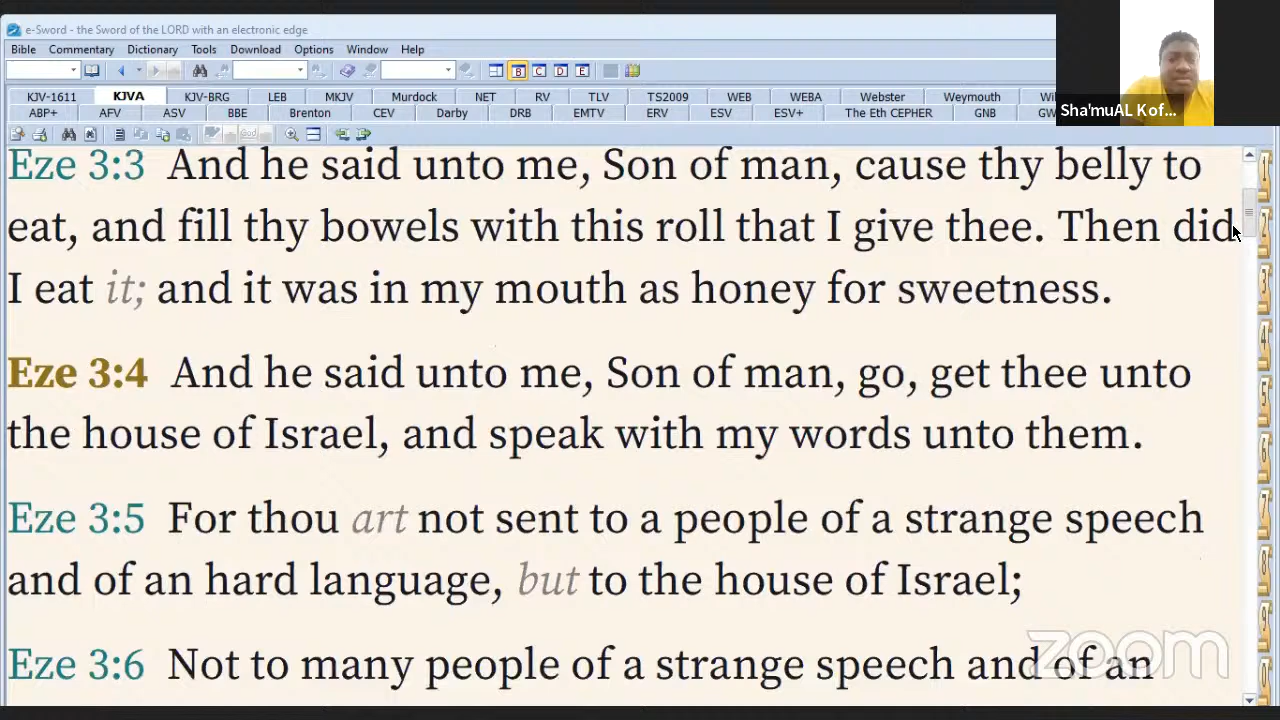 e-Sword - the Sword of the LORD with an electronic edge
Bible Commentary Dictionary Tools Download Options Window Help
Sha'muAL Kof...
KJV-1611 KJVA KJV-BRG LEB MKJV Murdock NET RV TLV TS2009 WEB WEBA Webster Weymouth
ABP+ AFV ASV BBE Brenton CEV Darby DRB EMTV ERV ESV ESV+ The Eth CEPHER GNB
Eze 3:3 And he said unto me, Son of man, cause thy belly to
eat, and fill thy bowels with this roll that I give thee. Then did
I eat it; and it was in my mouth as honey for sweetness.
Eze 3:4 And he said unto me, Son of man, go, get thee unto
the house of Israel, and speak with my words unto them.
Eze 3:5 For thou art not sent to a people of a strange speech
and of an hard language, but to the house of Israel;
Eze 3:6 Not to many people of a strange speech and of an
zoom